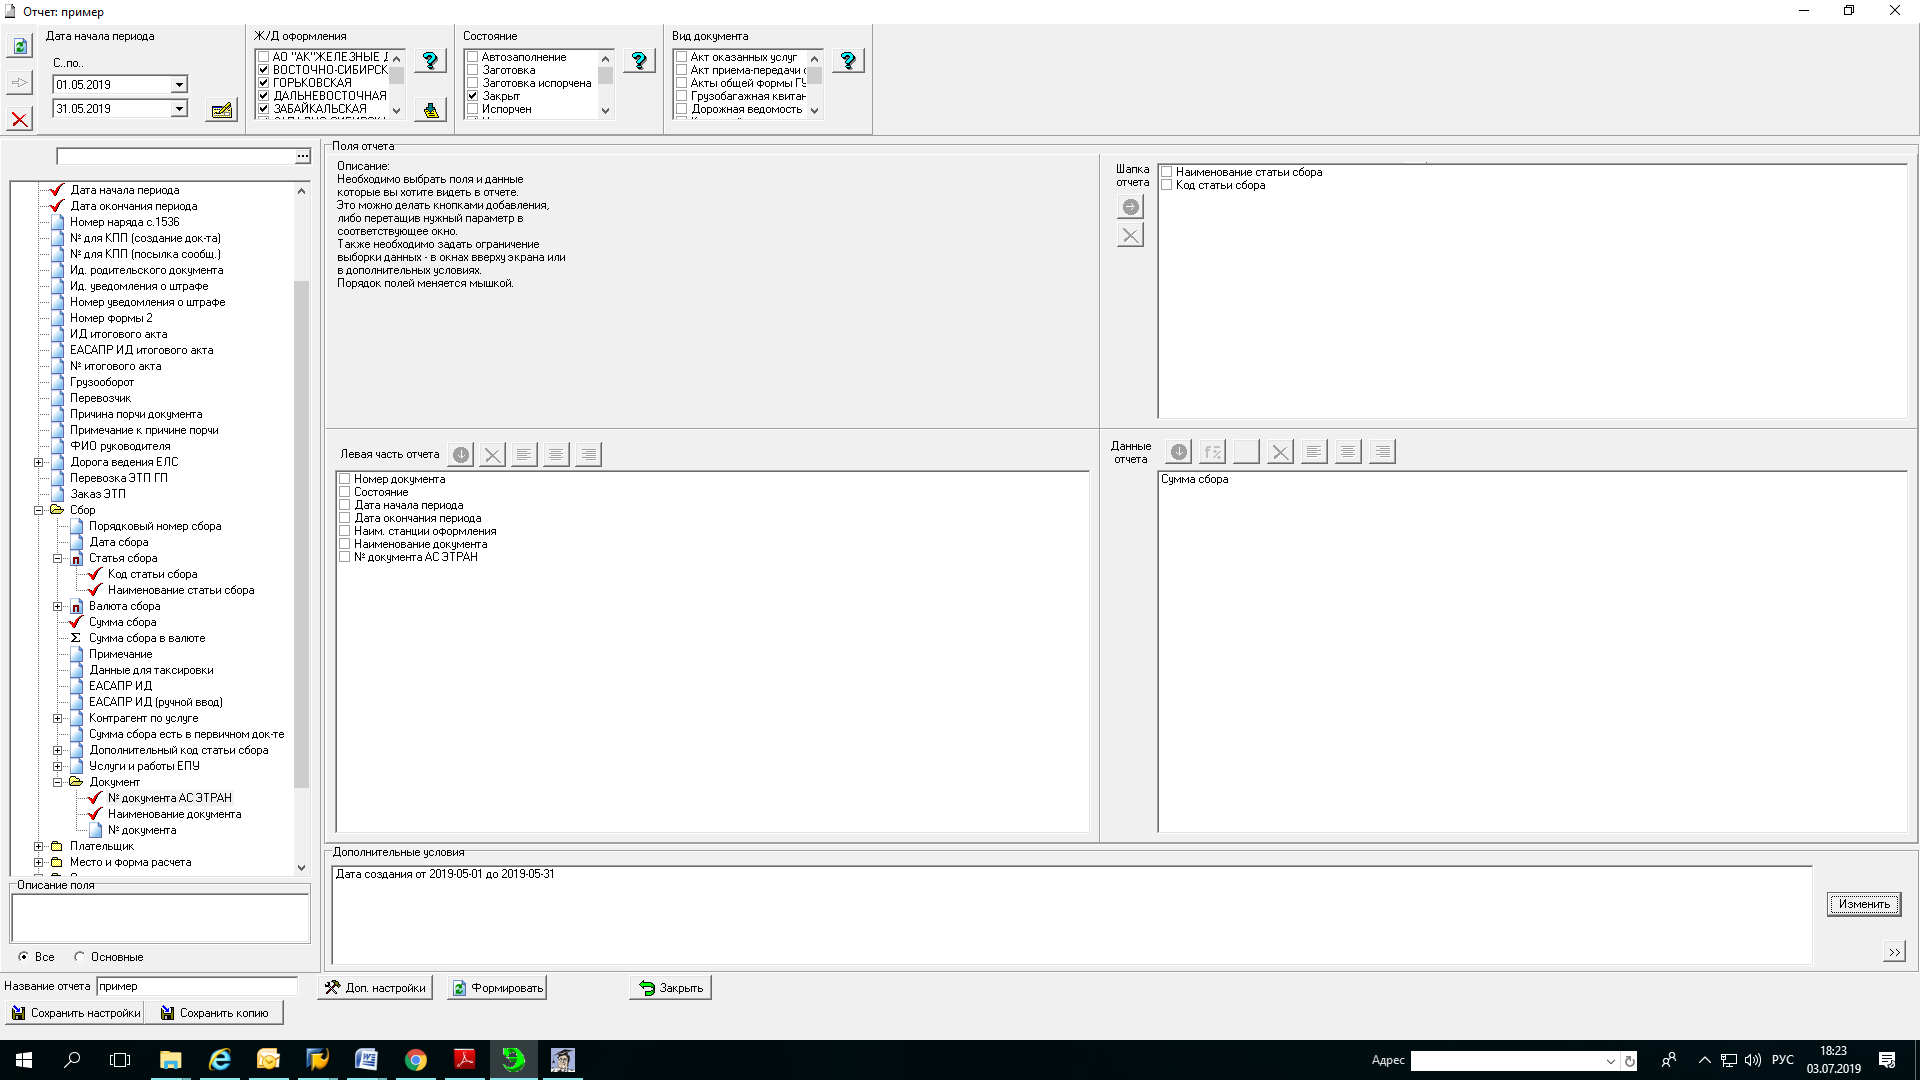 Отчет: пример
Дата начала периода
С..по..
01.05.2019
31.05.2019
Ж/Д оформления
АО "АК"ЖЕЛЕЗНЫЕ Д
ВОСТОЧНО-СИБИРСК
ГОРЬКОВСКАЯ
ДАЛЬНЕВОСТОЧНАЯ
ЗАБАЙКАЛЬСКАЯ
Состояние
Автозаполнение
Заготовка
Заготовка испорчена
Закрыт
Испорчен
Вид документа
Акт оказанных услуг
Акт приема-передачи
Акты общей формы ГУ
Грузобагажная квитан
Дорожная ведомость
...
Дата начала периода
Дата окончания периода
Номер наряда с.1536
№ для КПП (создание док-та)
№ для КПП (посылка сообщ.)
Ид. родительского документа
Ид. уведомления о штрафе
Номер уведомления о штрафе
Номер формы 2
ИД итогового акта
ЕАСАПР ИД итогового акта
№ итогового акта
Грузооборот
Перевозчик
Причина порчи документа
Примечание к причине порчи
ФИО руководителя
Дорога ведения ЕЛС
Перевозка ЭТП ГП
Заказ ЭТП
Сбор
Порядковый номер сбора
Дата сбора
Статья сбора
Код статьи сбора
Наименование статьи сбора
Валюта сбора
Сумма сбора
Σ Сумма сбора в валюте
Примечание
Данные для таксировки
ЕАСАПР ИД
ЕАСАПР ИД (ручной ввод)
Контрагент по услуге
Сумма сбора есть в первичном док-те
Дополнительный код статьи сбора
Услуги и работы ЕПУ
Документ
№ документа АС ЭТРАН
Наименование документа
№ документа
Плательщик
Место и форма расчета
Описание поля
Все
Основные
Поля отчета
Описание:
Необходимо выбрать поля и данные
которые вы хотите видеть в отчете.
Это можно делать кнопками добавления,
либо перетащив нужный параметр в
соответствующее окно.
Также необходимо задать ограничение
выборки данных - в окнах вверху экрана или
в дополнительных условиях.
Порядок полей меняется мышкой.
Шапка
отчета
Наименование статьи сбора
Код статьи сбора
Левая часть отчета
Номер документа
Состояние
Дата начала периода
Дата окончания периода
Наим. станции оформления
Наименование документа
№ документа АС ЭТРАН
Данные
отчета
Сумма сбора
Дополнительные условия
Дата создания от 2019-05-01 до 2019-05-31
Изменить
>>
Название отчета
пример
Доп. настройки
Формировать
Закрыть
Сохранить настройки
Сохранить копию
Адрес
РУС
18:23
03.07.2019